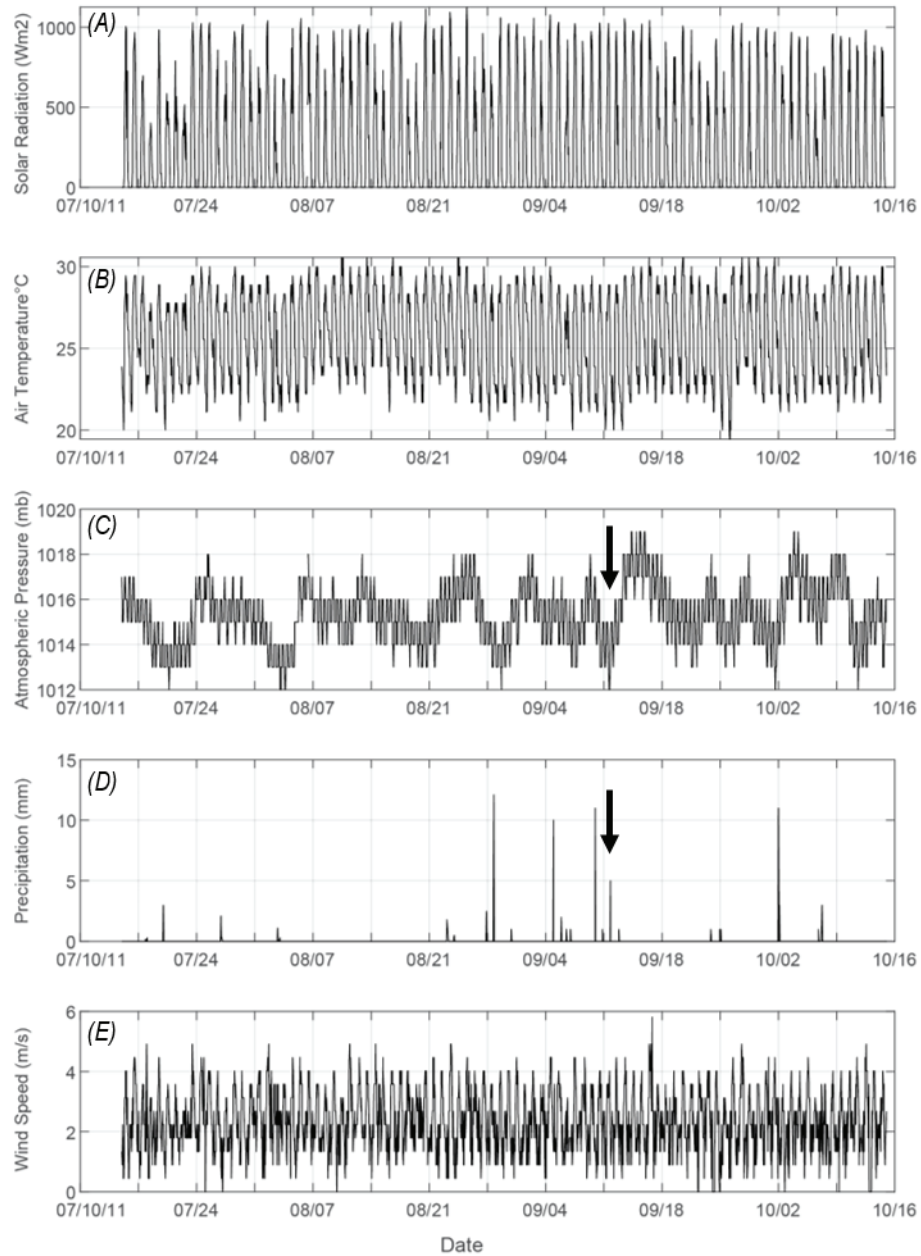 (A)
Solar Radiation (Wm2)
1000
500
0
07/10/11 07/24 08/07 08/21 09/04 09/18 10/02 10/16
(B)
Air Temperature°C
30
25
20
07/10/11 07/24 08/07 08/21 09/04 09/18 10/02 10/16
(C)
Atmospheric Pressure (mb)
1020
1018
1016
1014
1012
07/10/11 07/24 08/07 08/21 09/04 09/18 10/02 10/16
(D)
Precipitation (mm)
15
10
5
0
07/10/11 07/24 08/07 08/21 09/04 09/18 10/02 10/16
(E)
Wind Speed (m/s)
6
4
2
0
07/10/11 07/24 08/07 08/21 09/04 09/18 10/02 10/16
Date